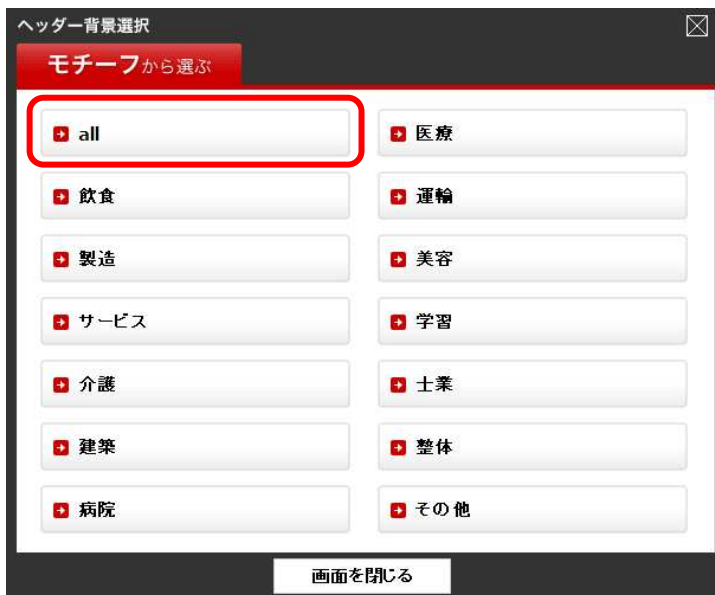 ヘッダー背景選択
モチーフから選ぶ
all
医療
飲食
運輸
製造
美容
サービス
学習
介護
士業
建築
整体
病院
その他
画面を閉じる